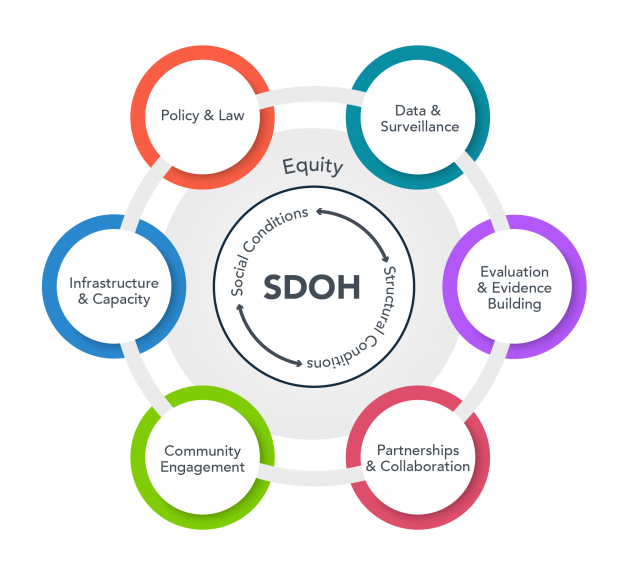 Policy & Law
Data &
Surveillance
Equity
Social Conditions
SDOH
Structural Conditions
Infrastructure
& Capacity
Evaluation
& Evidence
Building
Community
Engagement
Partnerships
& Collaboration